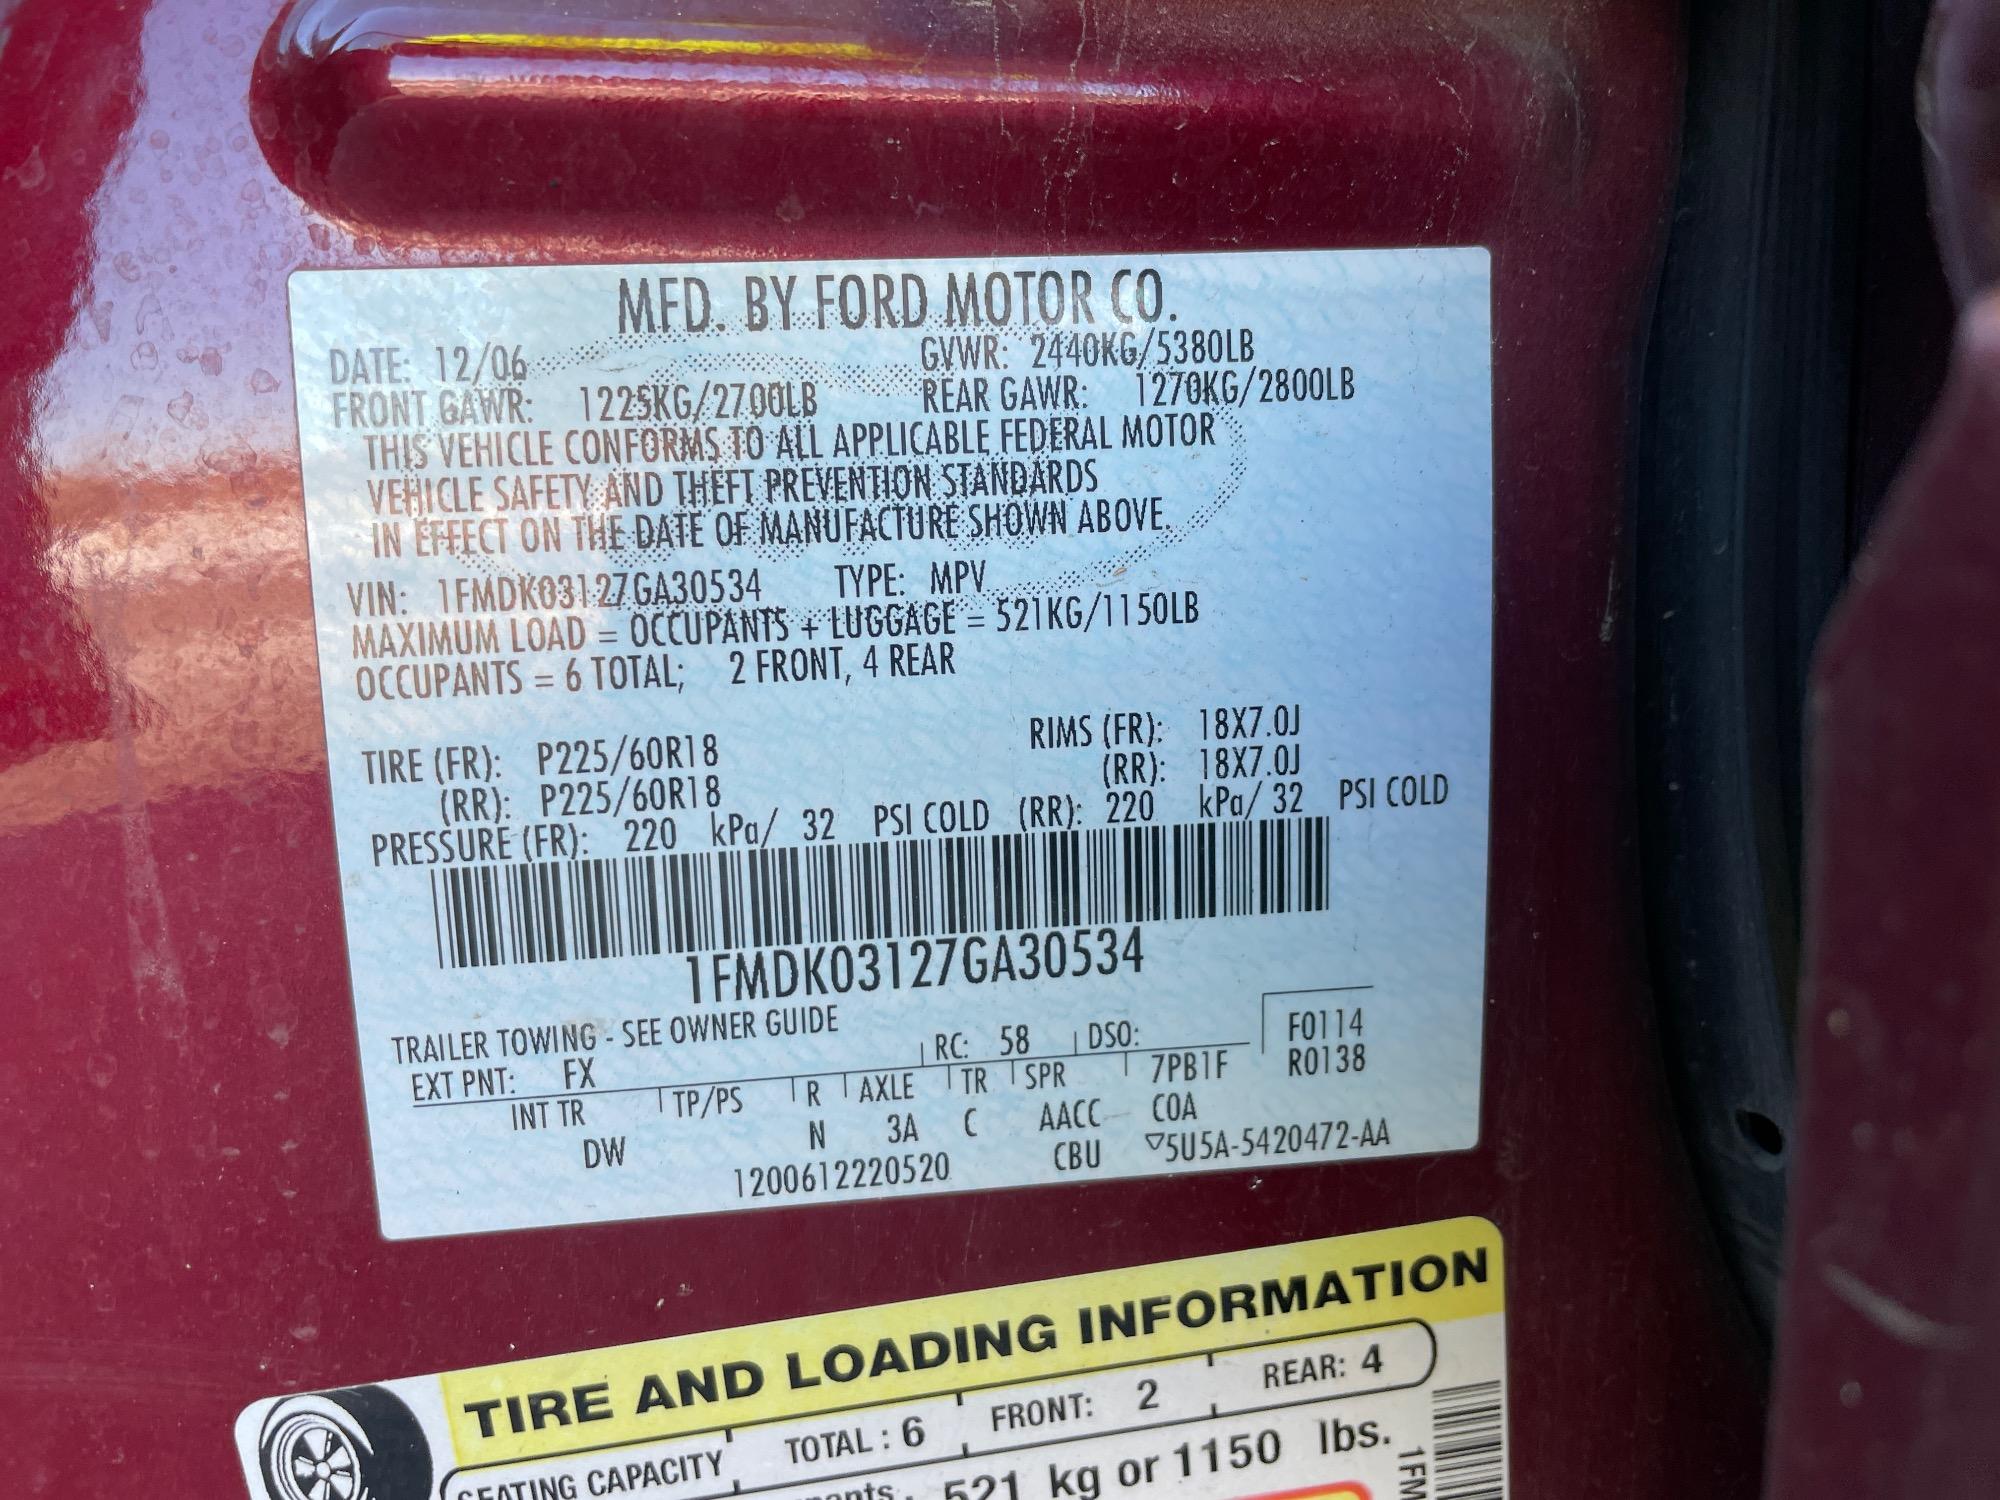 MFD. BY FORD MOTOR CO.
DATE: 12/06 GVWR: 2440KG/5380LB
FRONT GAWR: 1225KG/2700LB REAR GAWR: 1270KG/2800LB
THIS VEHICLE CONFORMS TO ALL APPLICABLE FEDERAL MOTOR
VEHICLE SAFETY AND THEFT PREVENTION STANDARDS
IN EFFECT ON THE DATE OF MANUFACTURE SHOWN ABOVE.
VIN: 1FMDK03127GA30534 TYPE: MPV
MAXIMUM LOAD = OCCUPANTS + LUGGAGE = 521KG/1150LB
OCCUPANTS = 6 TOTAL; 2 FRONT, 4 REAR
TIRE (FR): P225/60R18 RIMS (FR): 18X7.0J
(RR): P225/60R18 (RR): 18X7.0J
PRESSURE (FR): 220 kPa/ 32 PSI COLD (RR): 220 kPa/ 32 PSI COLD
1FMDK03127GA30534
TRAILER TOWING - SEE OWNER GUIDE
EXT PNT: FX RC: 58 DSO: F0114
INT TR TP/PS R AXLE TR SPR 7PB1F R0138
DW N 3A C AACC COA
1200612220520 CBU ▽5U5A-5420472-AA
TIRE AND LOADING INFORMATION
SEATING CAPACITY TOTAL : 6 FRONT: 2 REAR: 4
521 kg or 1150 lbs.
1FM